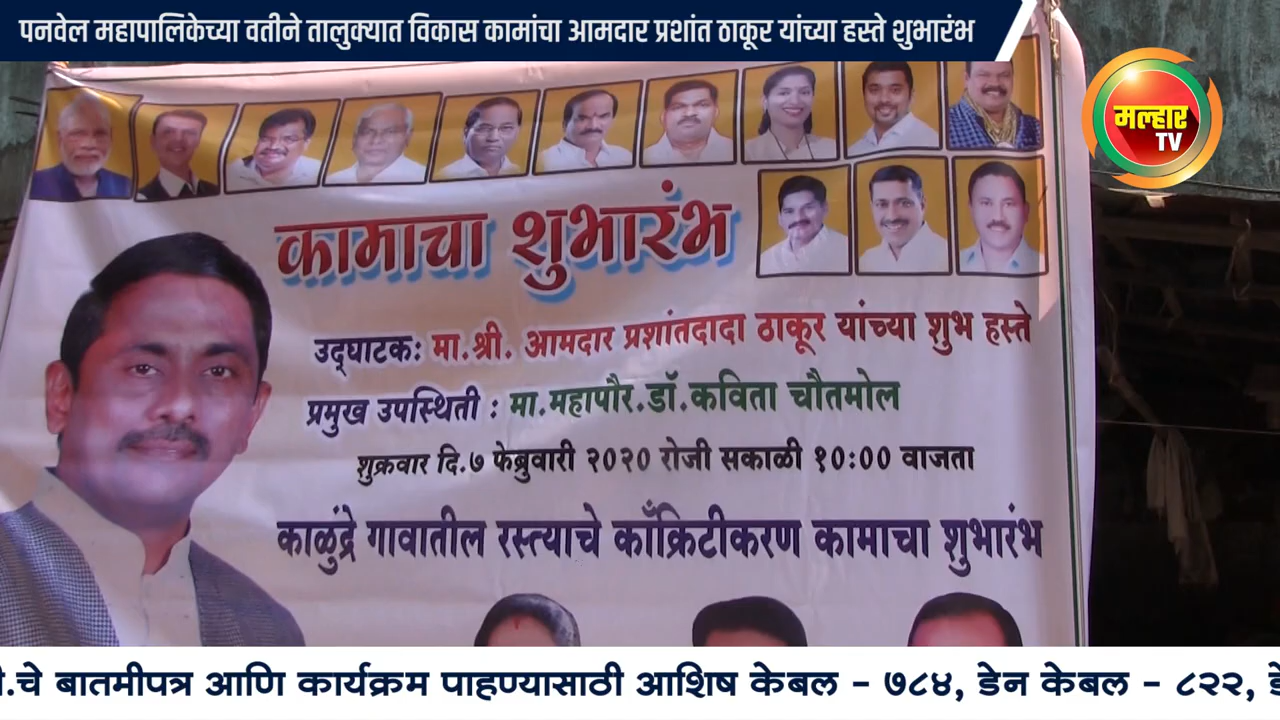 पनवेल महापालिकेच्या वतीने तालुक्यात विकास कामांचा आमदार प्रशांत ठाकूर यांच्या हस्ते शुभारंभ
मल्हार
TV
कामाचा शुभारंभ
उद्घाटक: मा.श्री. आमदार प्रशांतदादा ठाकूर यांच्या शुभ हस्ते
प्रमुख उपस्थिती : मा.महापौर.डॉ.कविता चौतमोल
शुक्रवार दि.७ फेब्रुवारी २०२० रोजी सकाळी १०:०० वाजता
काळुंद्रे गावातील रस्त्याचे काँक्रिटीकरण कामाचा शुभारंभ
.चे बातमीपत्र आणि कार्यक्रम पाहण्यासाठी आशिष केबल - ७८४, डेन केबल - ८२२,